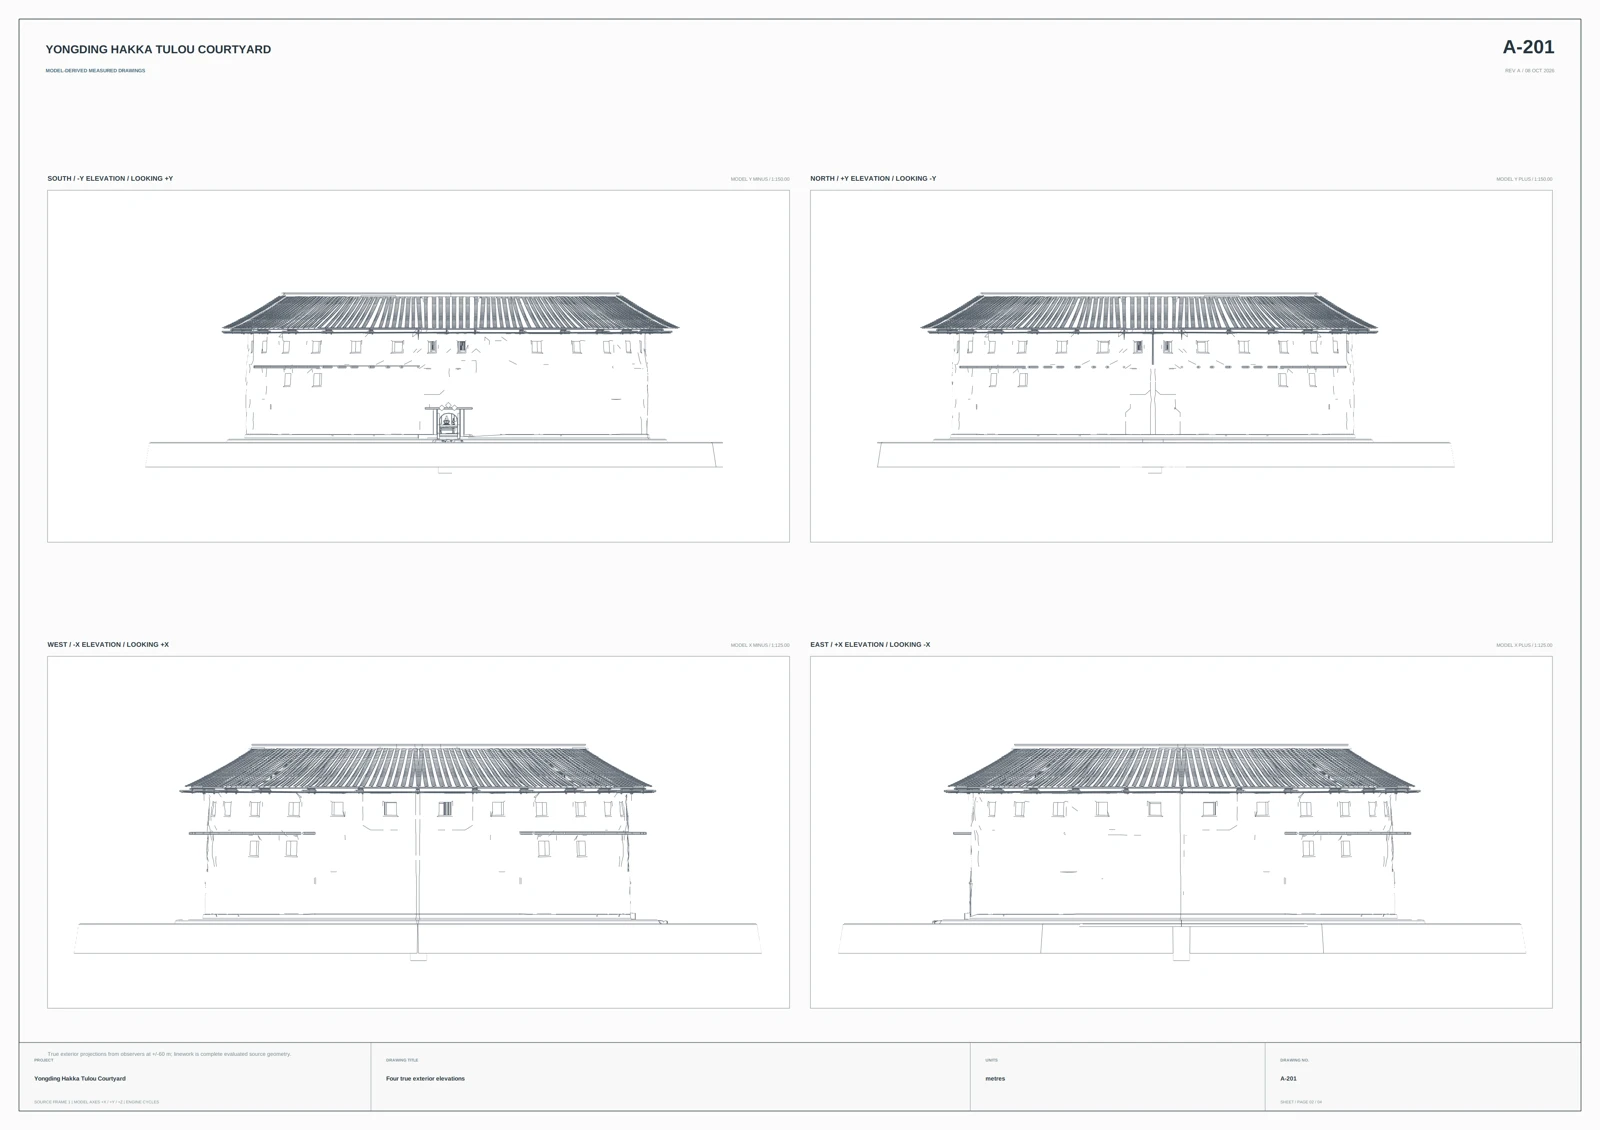 YONGDING HAKKA TULOU COURTYARD
A-201
MODEL-DERIVED MEASURED DRAWINGS
REV A / 08 OCT 2026
SOUTH / -Y ELEVATION / LOOKING +Y
MODEL Y MINUS / 1:150.00
NORTH / +Y ELEVATION / LOOKING -Y
MODEL Y PLUS / 1:150.00
WEST / -X ELEVATION / LOOKING +X
MODEL X MINUS / 1:125.00
EAST / +X ELEVATION / LOOKING -X
MODEL X PLUS / 1:125.00
True exterior projections from observers at +/-60 m; linework is complete evaluated source geometry.
PROJECT
DRAWING TITLE
UNITS
DRAWING NO.
Yongding Hakka Tulou Courtyard
Four true exterior elevations
metres
A-201
SOURCE FRAME 1 | MODEL AXES +X / +Y / +Z | ENGINE CYCLES
SHEET / PAGE 02 / 04